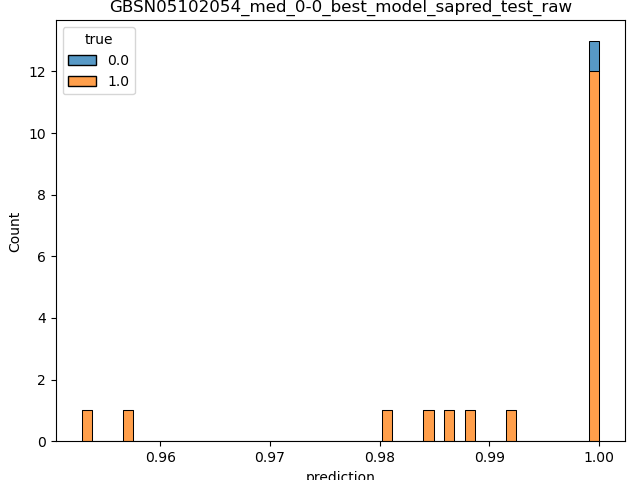 GBSN05102054_med_0-0_best_model_sapred_test_raw
true
0.0
1.0
12
10
8
6
4
2
0
Count
0.96 0.97 0.98 0.99 1.00
prediction